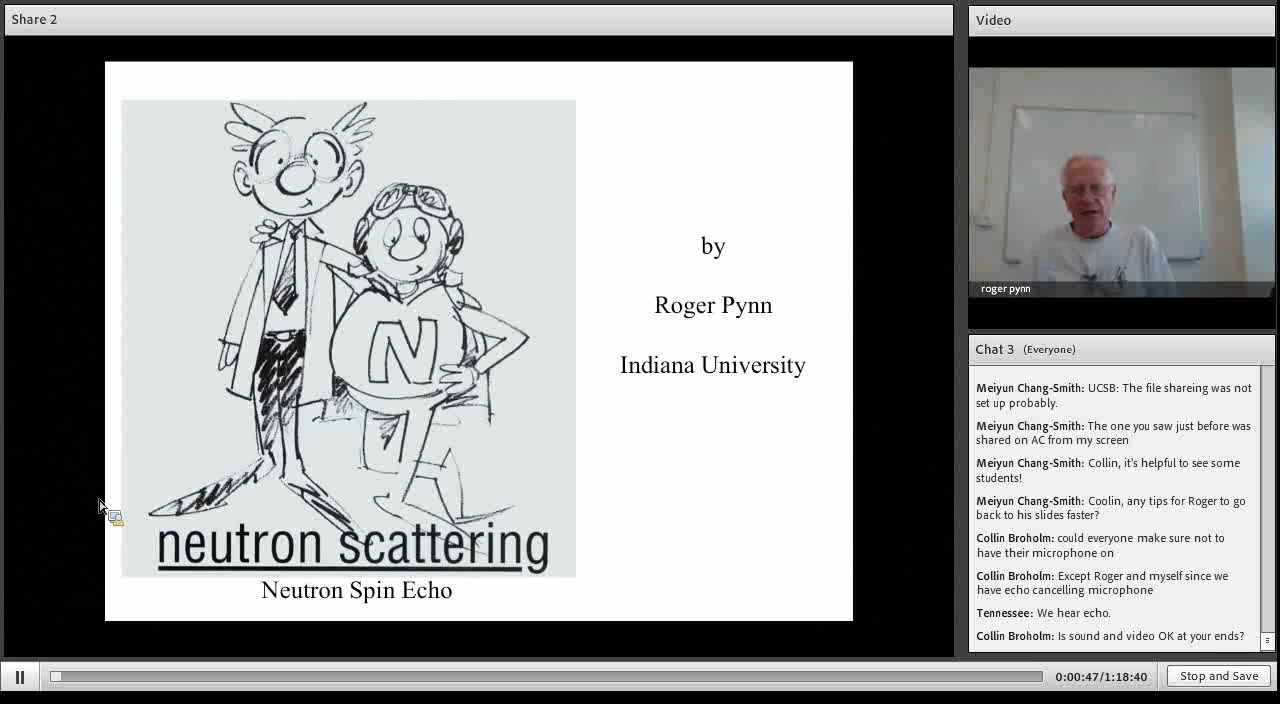 Share 2
N
neutron scattering
Neutron Spin Echo
by
Roger Pynn
Indiana University
Video
roger pynn
Chat 3 (Everyone)
Meiyun Chang-Smith: UCSB: The file shareing was not
set up probably.
Meiyun Chang-Smith: The one you saw just before was
shared on AC from my screen
Meiyun Chang-Smith: Collin, it's helpful to see some
students!
Meiyun Chang-Smith: Coolin, any tips for Roger to go
back to his slides faster?
Collin Broholm: could everyone make sure not to
have their microphone on
Collin Broholm: Except Roger and myself since we
have echo cancelling microphone
Tennessee: We hear echo.
Collin Broholm: Is sound and video OK at your ends?
0:00:47/1:18:40
Stop and Save